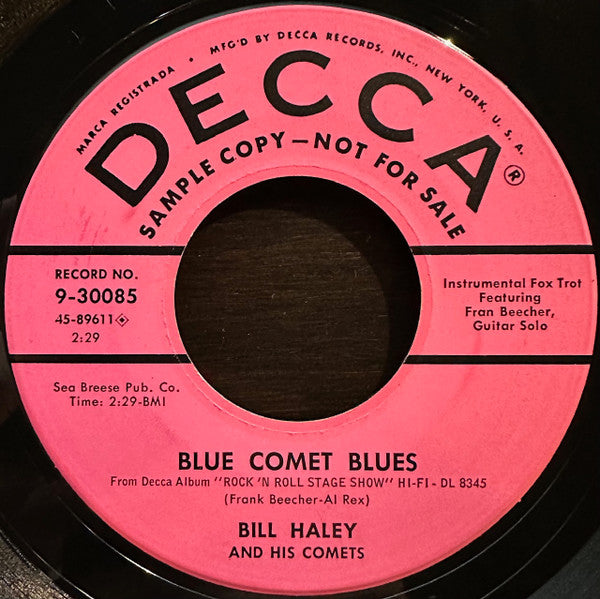 MARCA REGISTRADA • MFG'D BY DECCA RECORDS, INC., NEW YORK, U. S. A.
DECCA®
SAMPLE COPY—NOT FOR SALE
RECORD NO.
9-30085
45-89611
2:29
Instrumental Fox Trot
Featuring
Fran Beecher,
Guitar Solo
Sea Breese Pub. Co.
Time: 2:29-BMI
BLUE COMET BLUES
From Decca Album "ROCK 'N ROLL STAGE SHOW" HI-FI - DL 8345
(Frank Beecher-Al Rex)
BILL HALEY
AND HIS COMETS